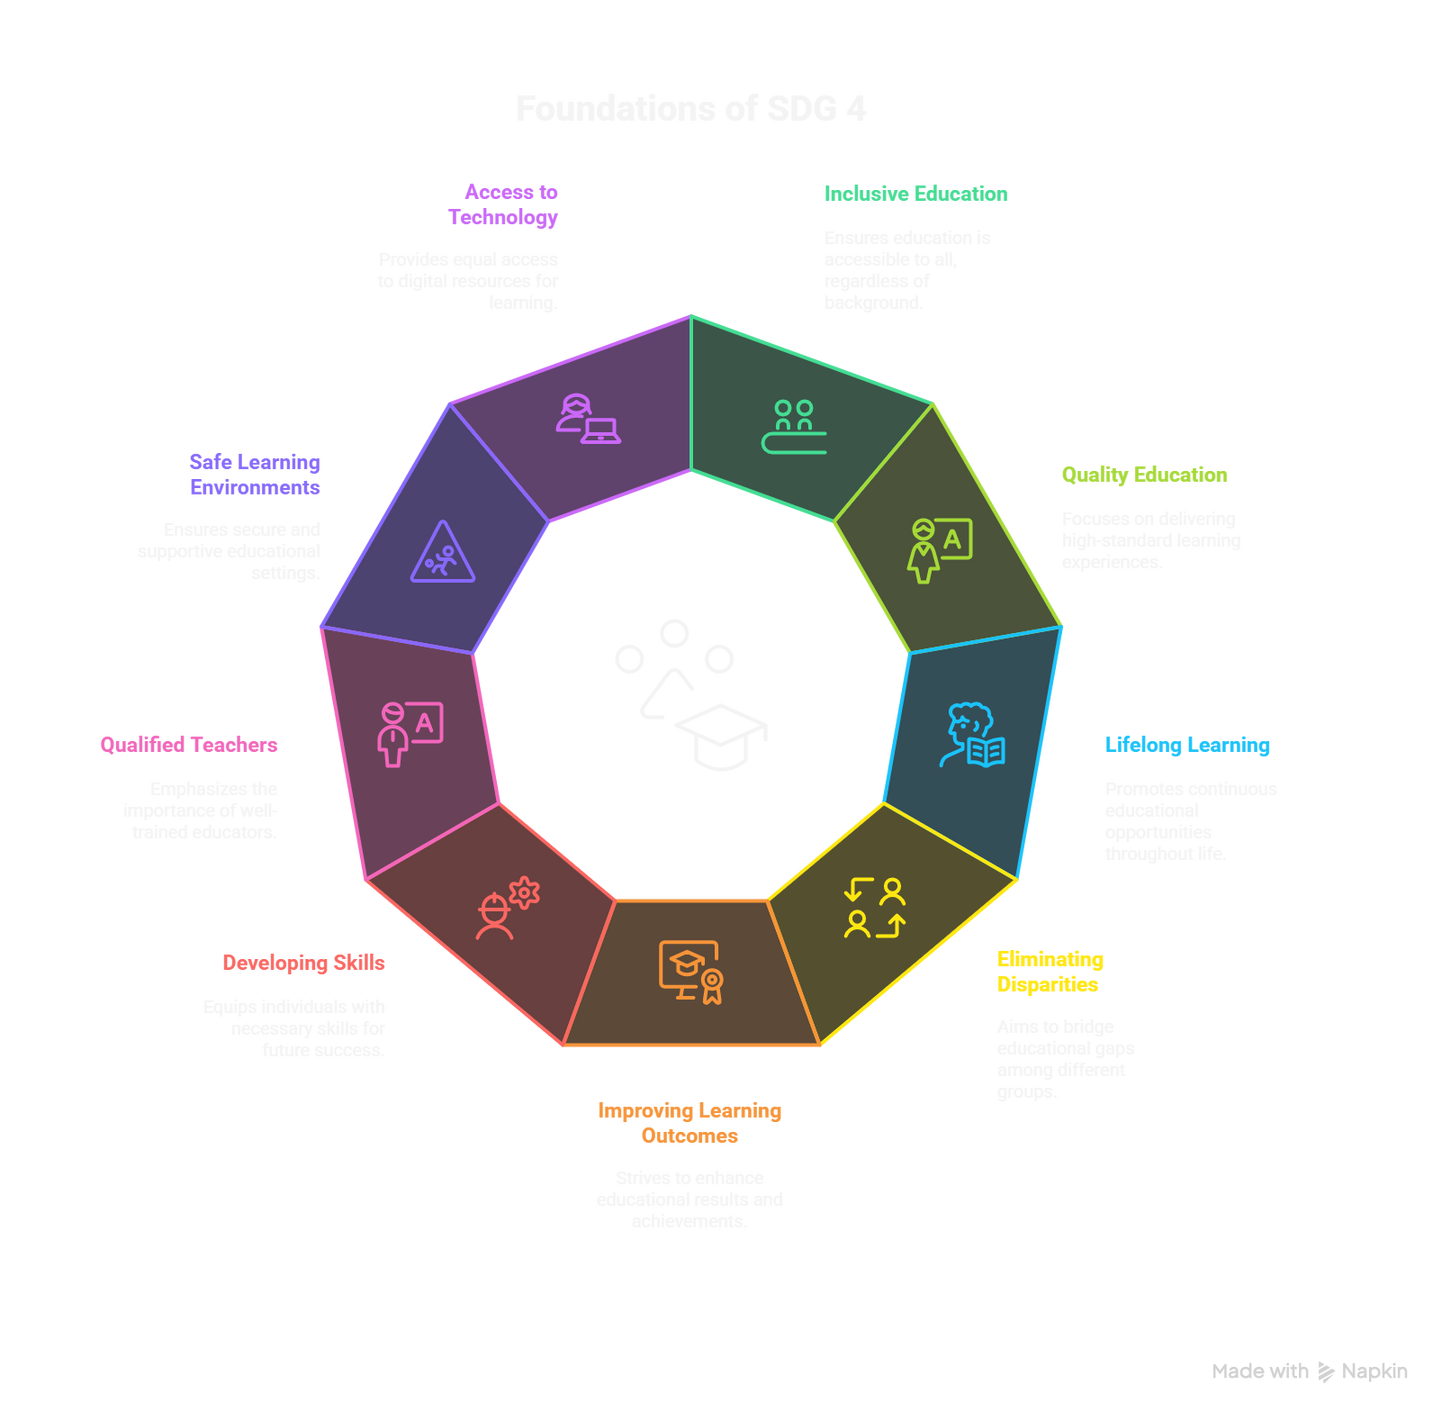 Foundations of SDG 4
Access to
Technology
Provides equal access
to digital resources for
learning.
Inclusive Education
Ensures education is
accessible to all,
regardless of
background.
Safe Learning
Environments
Ensures secure and
supportive educational
settings.
Quality Education
Focuses on delivering
high-standard learning
experiences.
A
A
Qualified Teachers
Emphasizes the
importance of well-
trained educators.
Lifelong Learning
Promotes continuous
educational
opportunities
throughout life.
Developing Skills
Equips individuals with
necessary skills for
future success.
Eliminating
Disparities
Aims to bridge
educational gaps
among different
groups.
Improving Learning
Outcomes
Strives to enhance
educational results and
achievements.
Made with Napkin